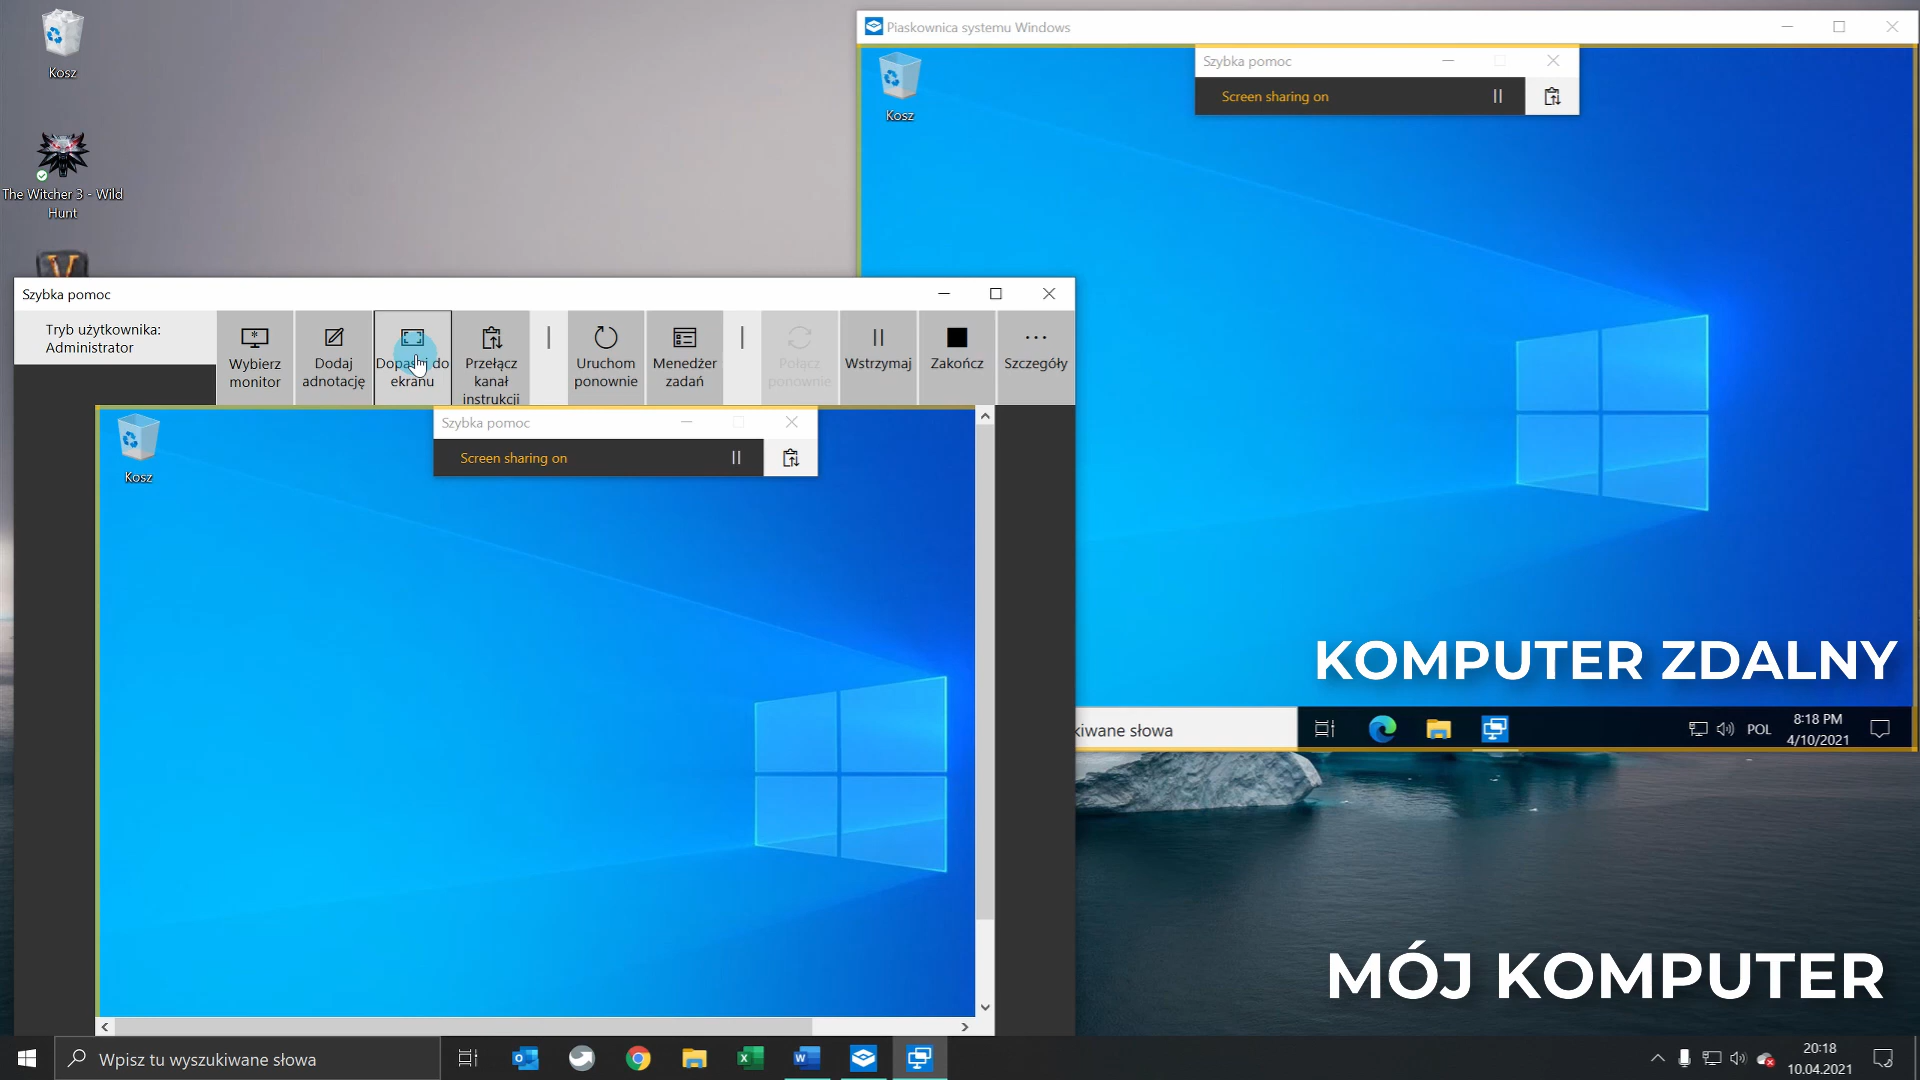 Kosz
The Witcher 3 - Wild
Hunt
Piaskownica systemu Windows
Kosz
Szybka pomoc
Screen sharing on
Szybka pomoc
Tryb użytkownika:
Administrator
Wybierz
monitor
Dodaj
adnotację
Dopasuj do
ekranu
Przełącz
kanał
instrukcji
Uruchom
ponownie
Menedżer
zadań
Połącz
ponownie
Wstrzymaj
Zakończ
Szczegóły
Kosz
Szybka pomoc
Screen sharing on
KOMPUTER ZDALNY
kiwane słowa
POL
8:18 PM
4/10/2021
MÓJ KOMPUTER
Wpisz tu wyszukiwane słowa
20:18
10.04.2021